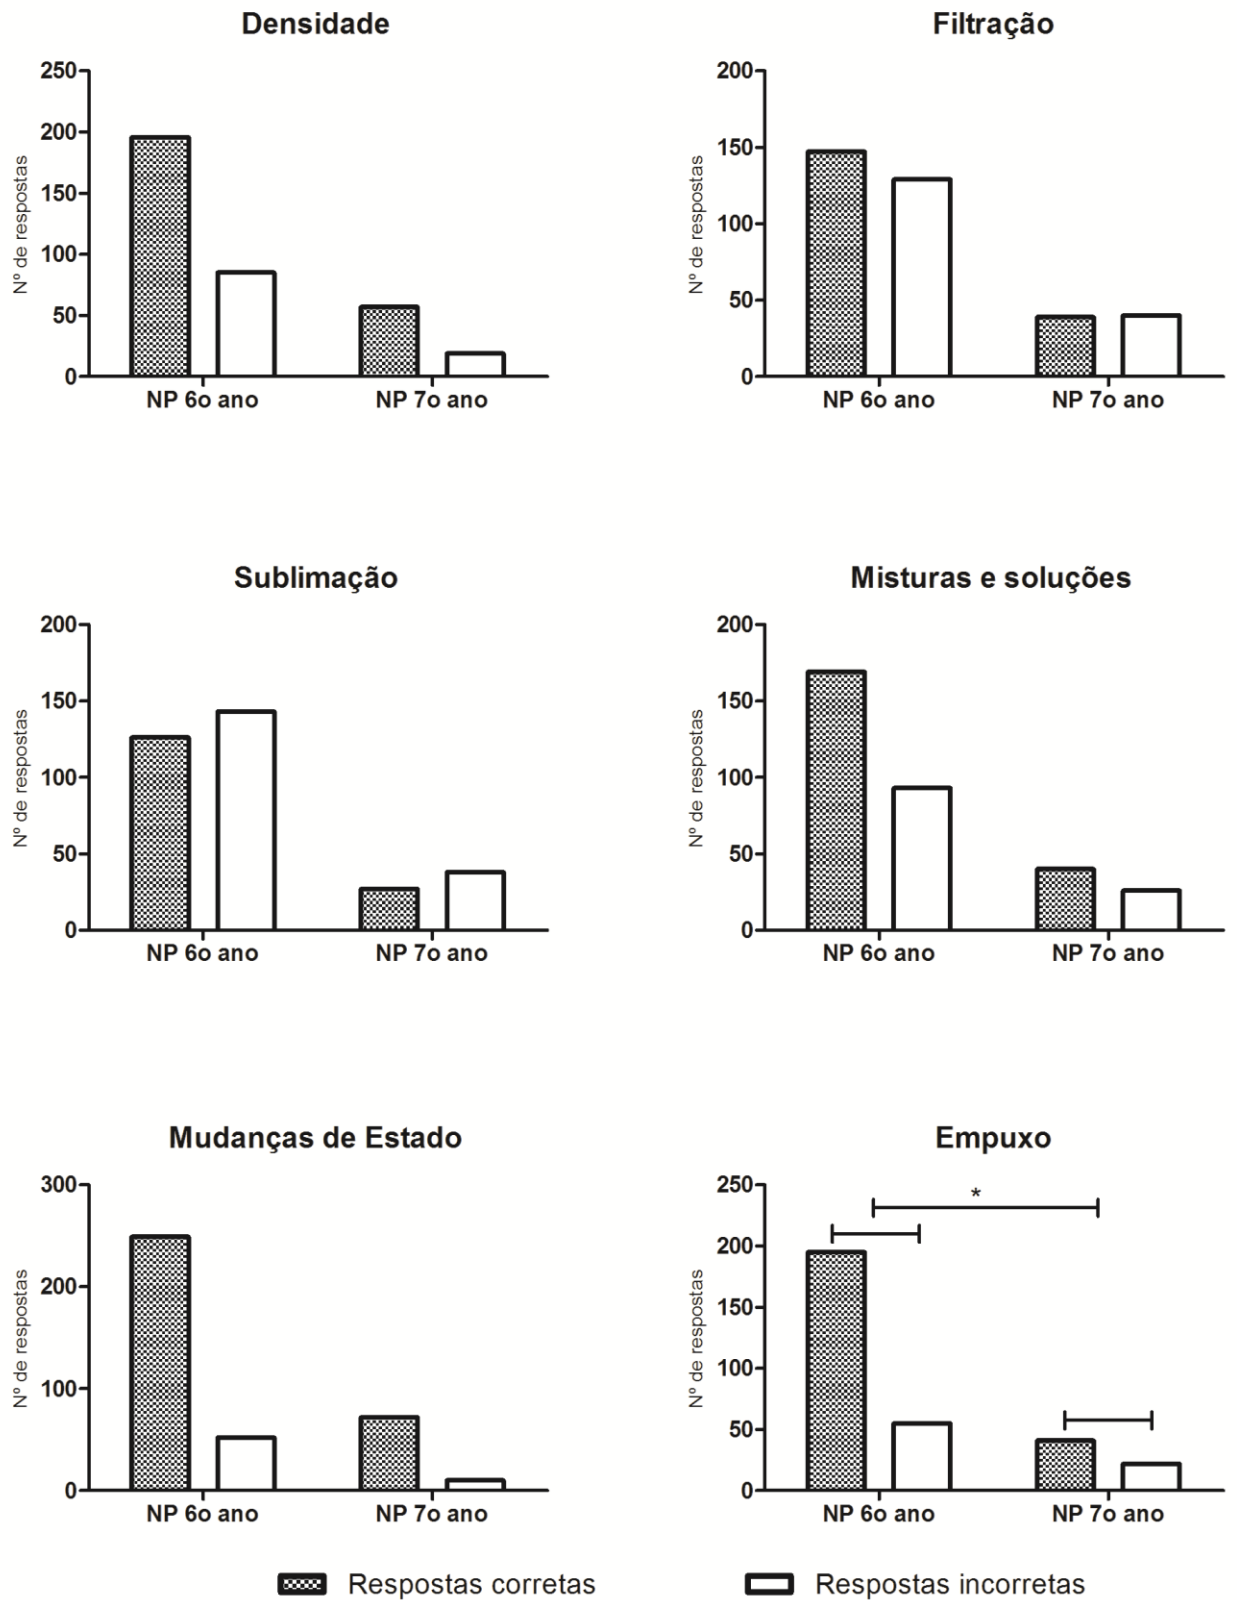 Densidade
250
200
150
100
50
0
Nº de respostas
NP 6o ano
NP 7o ano
Filtração
200
150
100
50
0
Nº de respostas
NP 6o ano
NP 7o ano
Sublimação
200
150
100
50
0
Nº de respostas
NP 6o ano
NP 7o ano
Misturas e soluções
200
150
100
50
0
Nº de respostas
NP 6o ano
NP 7o ano
Mudanças de Estado
300
200
100
0
Nº de respostas
NP 6o ano
NP 7o ano
Empuxo
250
200
150
100
50
0
Nº de respostas
*
NP 6o ano
NP 7o ano
Respostas corretas
Respostas incorretas